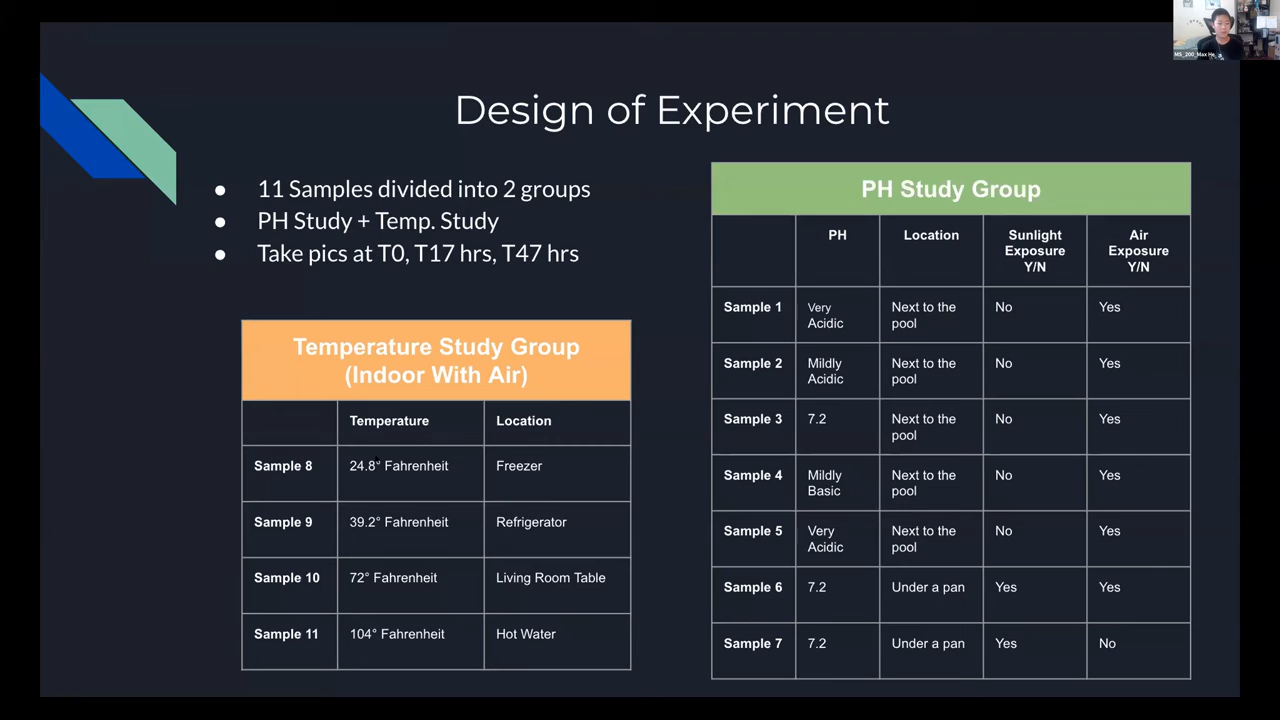 MS_200_Max He
Design of Experiment
● 11 Samples divided into 2 groups
● PH Study + Temp. Study
● Take pics at T0, T17 hrs, T47 hrs
Temperature Study Group
(Indoor With Air)
Temperature Location
Sample 8 24.8° Fahrenheit Freezer
Sample 9 39.2° Fahrenheit Refrigerator
Sample 10 72° Fahrenheit Living Room Table
Sample 11 104° Fahrenheit Hot Water
PH Study Group
PH Location Sunlight Exposure Y/N Air Exposure Y/N
Sample 1 Very Acidic Next to the pool No Yes
Sample 2 Mildly Acidic Next to the pool No Yes
Sample 3 7.2 Next to the pool No Yes
Sample 4 Mildly Basic Next to the pool No Yes
Sample 5 Very Acidic Next to the pool No Yes
Sample 6 7.2 Under a pan Yes Yes
Sample 7 7.2 Under a pan Yes No